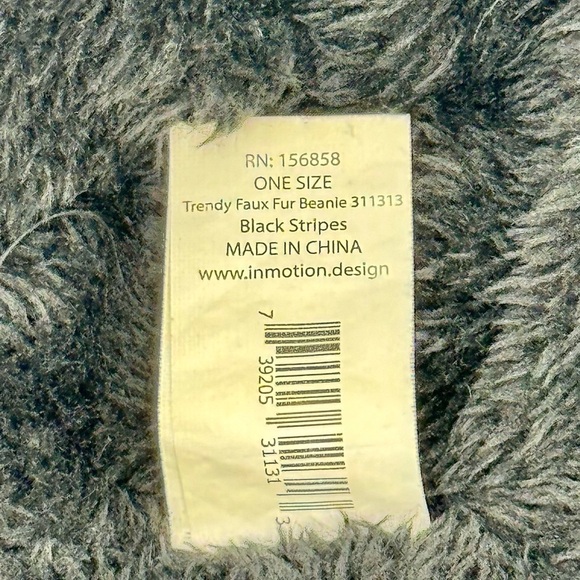 RN: 156858
ONE SIZE
Trendy Faux Fur Beanie 311313
Black Stripes
MADE IN CHINA
www.inmotion.design
7 39205 31131 3